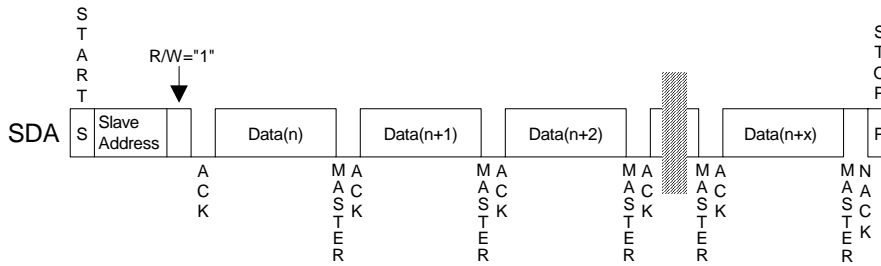 START
STOP
R/W="1"
SDA
S
Slave Address
Data(n)
Data(n+1)
Data(n+2)
Data(n+x)
P
ACK
MASTER ACK
MASTER ACK
MASTER ACK
MASTER ACK
MASTER NACK